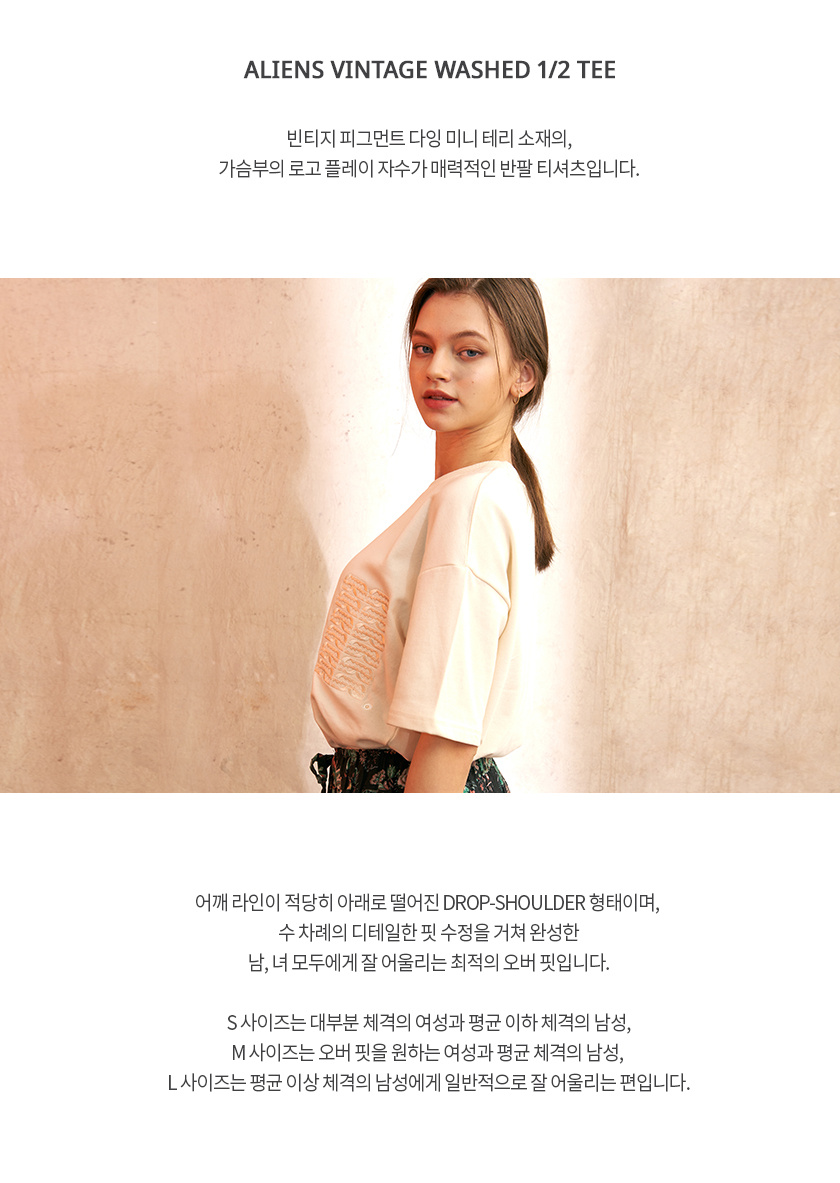 ALIENS VINTAGE WASHED 1/2 TEE
빈티지 피그먼트 다잉 미니 테리 소재의,
가슴부의 로고 플레이 자수가 매력적인 반팔 티셔츠입니다.
어깨 라인이 적당히 아래로 떨어진 DROP-SHOULDER 형태이며,
수 차례의 디테일한 핏 수정을 거쳐 완성한
남, 녀 모두에게 잘 어울리는 최적의 오버 핏입니다.
S 사이즈는 대부분 체격의 여성과 평균 이하 체격의 남성,
M 사이즈는 오버 핏을 원하는 여성과 평균 체격의 남성,
L 사이즈는 평균 이상 체격의 남성에게 일반적으로 잘 어울리는 편입니다.